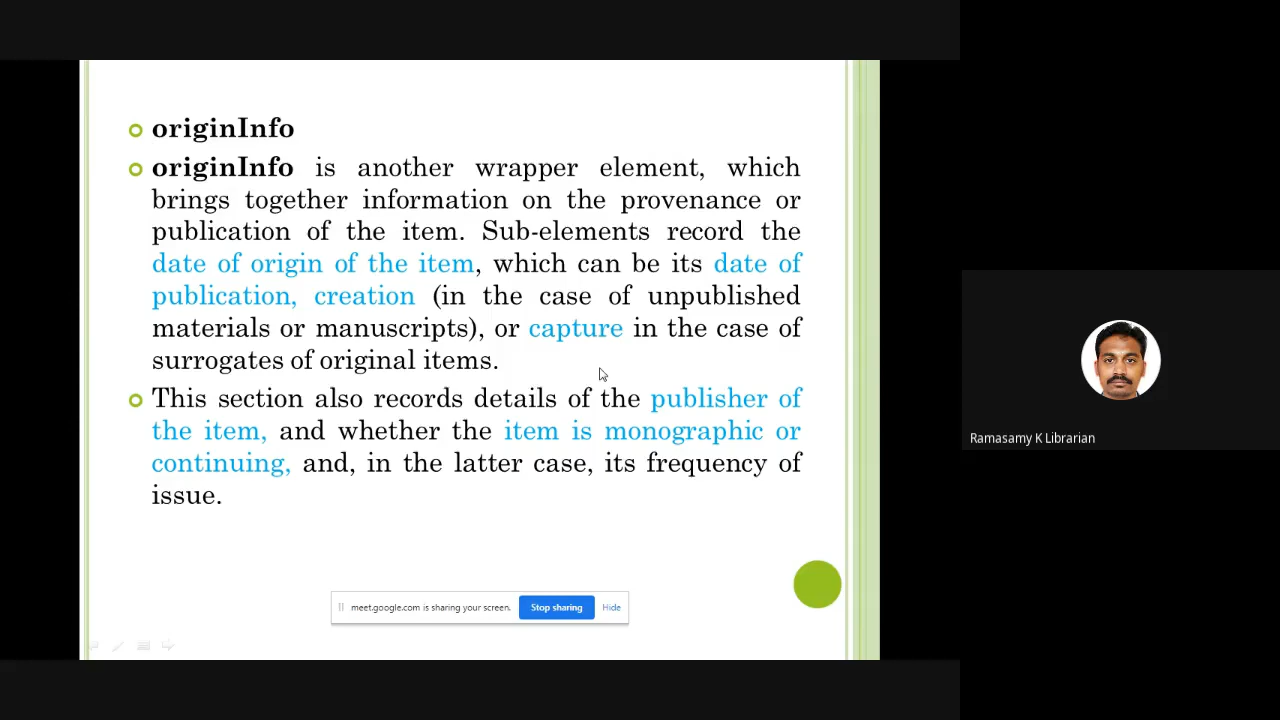 originInfo
originInfo is another wrapper element, which
brings together information on the provenance or
publication of the item. Sub-elements record the
date of origin of the item, which can be its date of
publication, creation (in the case of unpublished
materials or manuscripts), or capture in the case of
surrogates of original items.
This section also records details of the publisher of
the item, and whether the item is monographic or
continuing, and, in the latter case, its frequency of
issue.
meet.google.com is sharing your screen. Stop sharing Hide
Ramasamy K Librarian